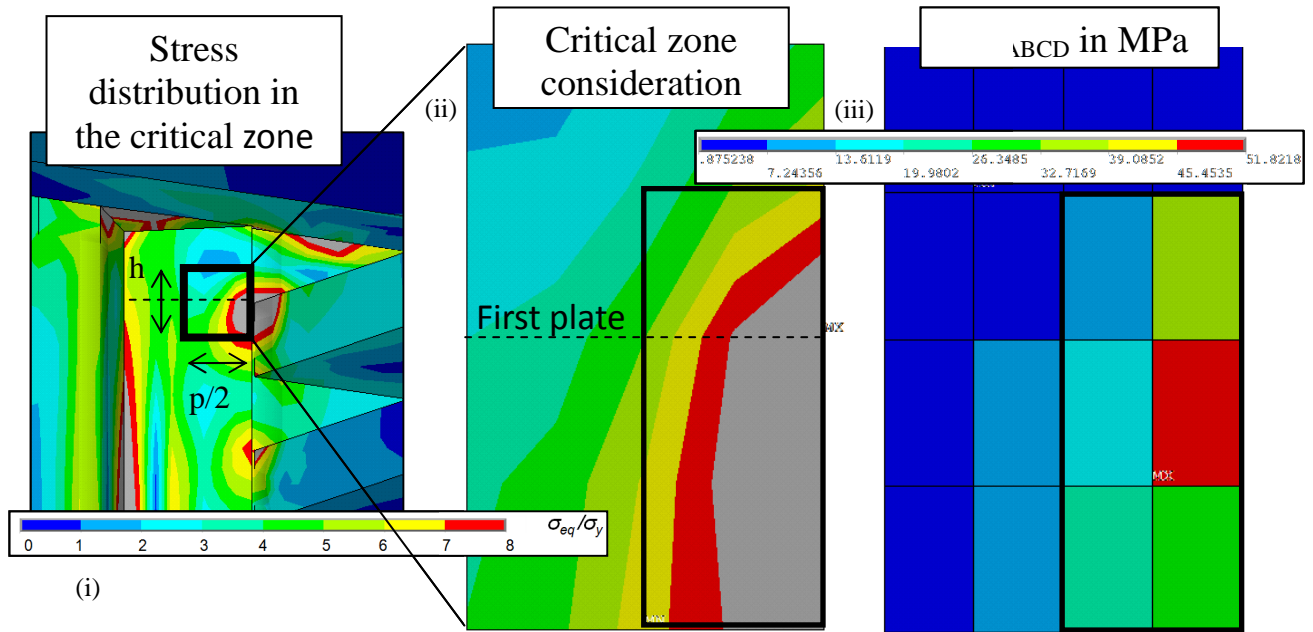 Stress
distribution in
the critical zone
(ii)
Critical zone
consideration
(iii)
ABCD in MPa
.875238 13.6119 26.3485 39.0852 51.8218
7.24356 19.9802 32.7169 45.4535
h
p/2
First plate
MX
MX
σeq/σy
0 1 2 3 4 5 6 7 8
(i)